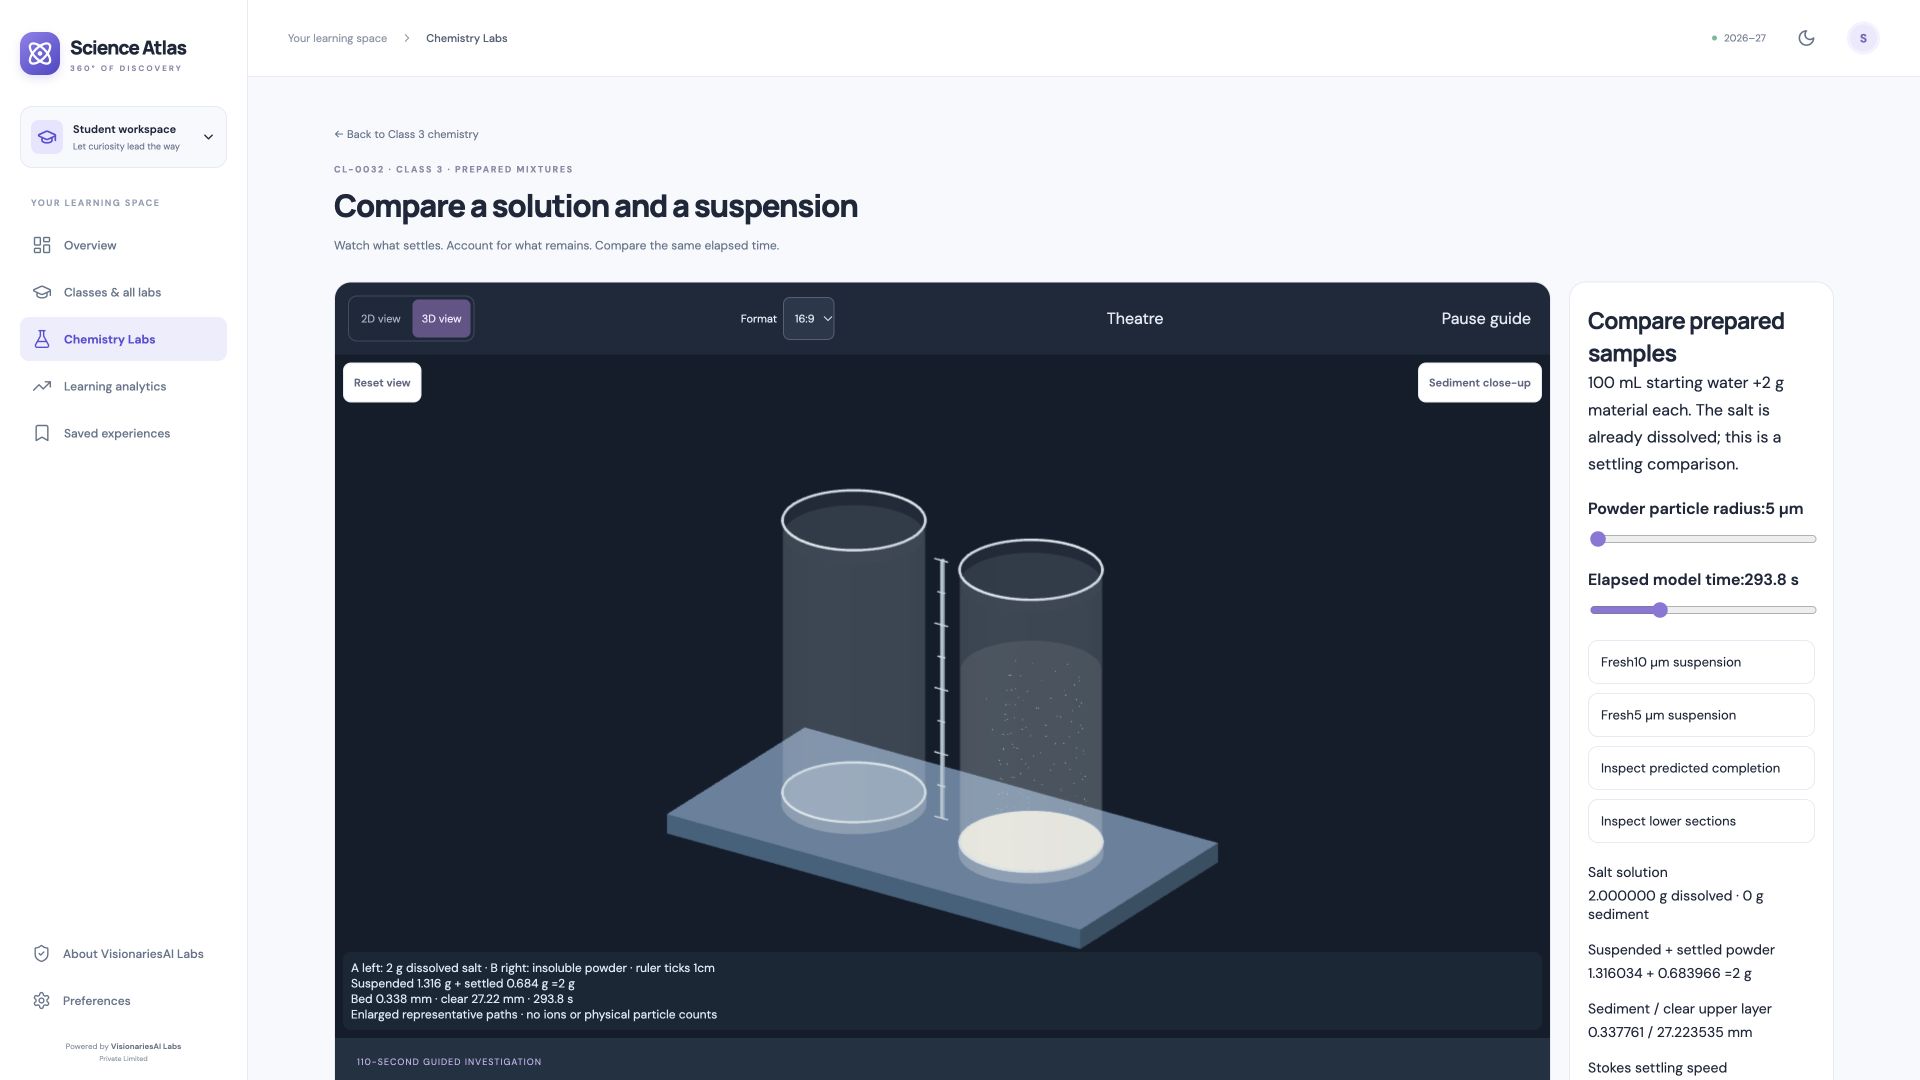 Science Atlas
360° OF DISCOVERY
Student workspace
Let curiosity lead the way
YOUR LEARNING SPACE
Overview
Classes & all labs
Chemistry Labs
Learning analytics
Saved experiences
About VisionariesAI Labs
Preferences
Powered by VisionariesAI Labs
Private Limited
Your learning space
Chemistry Labs
2026–27
S
← Back to Class 3 chemistry
CL-0032 · CLASS 3 · PREPARED MIXTURES
Compare a solution and a suspension
Watch what settles. Account for what remains. Compare the same elapsed time.
2D view
3D view
Format
16:9
Theatre
Pause guide
Reset view
Sediment close-up
A left: 2 g dissolved salt · B right: insoluble powder · ruler ticks 1cm
Suspended 1.316 g + settled 0.684 g =2 g
Bed 0.338 mm · clear 27.22 mm · 293.8 s
Enlarged representative paths · no ions or physical particle counts
110-SECOND GUIDED INVESTIGATION
Compare prepared
samples
100 mL starting water +2 g
material each. The salt is
already dissolved; this is a
settling comparison.
Powder particle radius:5 µm
Elapsed model time:293.8 s
Fresh10 µm suspension
Fresh5 µm suspension
Inspect predicted completion
Inspect lower sections
Salt solution
2.000000 g dissolved · 0 g
sediment
Suspended + settled powder
1.316034 + 0.683966 =2 g
Sediment / clear upper layer
0.337761 / 27.223535 mm
Stokes settling speed